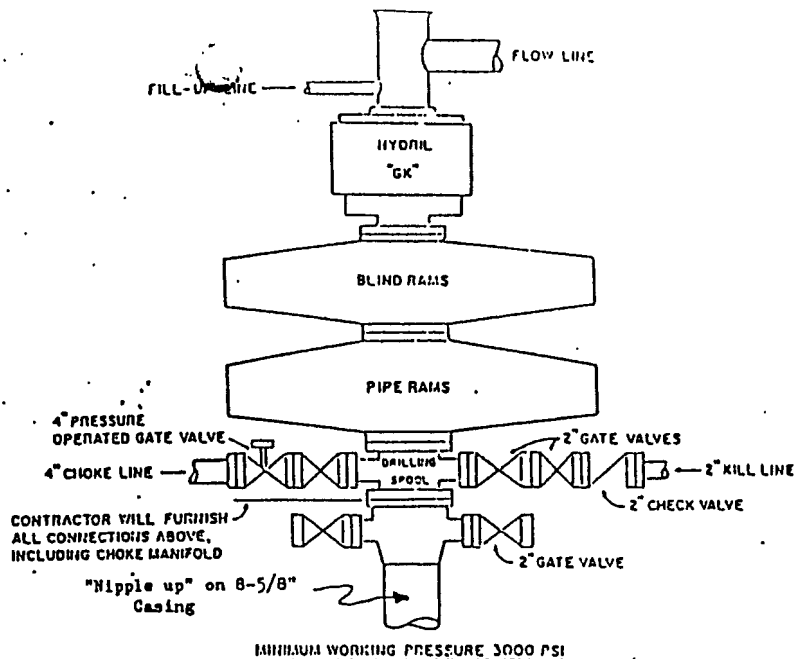 FLOW LINE
FILL-UP LINE
HYDRIL
"GK"
BLIND RAMS
PIPE RAMS
4" PRESSURE
OPERATED GATE VALVE
2" GATE VALVES
4" CHOKE LINE
DRILLING
SPOOL
2" KILL LINE
2" CHECK VALVE
CONTRACTOR WILL FURNISH
ALL CONNECTIONS ABOVE,
INCLUDING CHOKE MANIFOLD
2" GATE VALVE
"Nipple up" on 8-5/8"
Casing
MINIMUM WORKING PRESSURE 3000 PSI